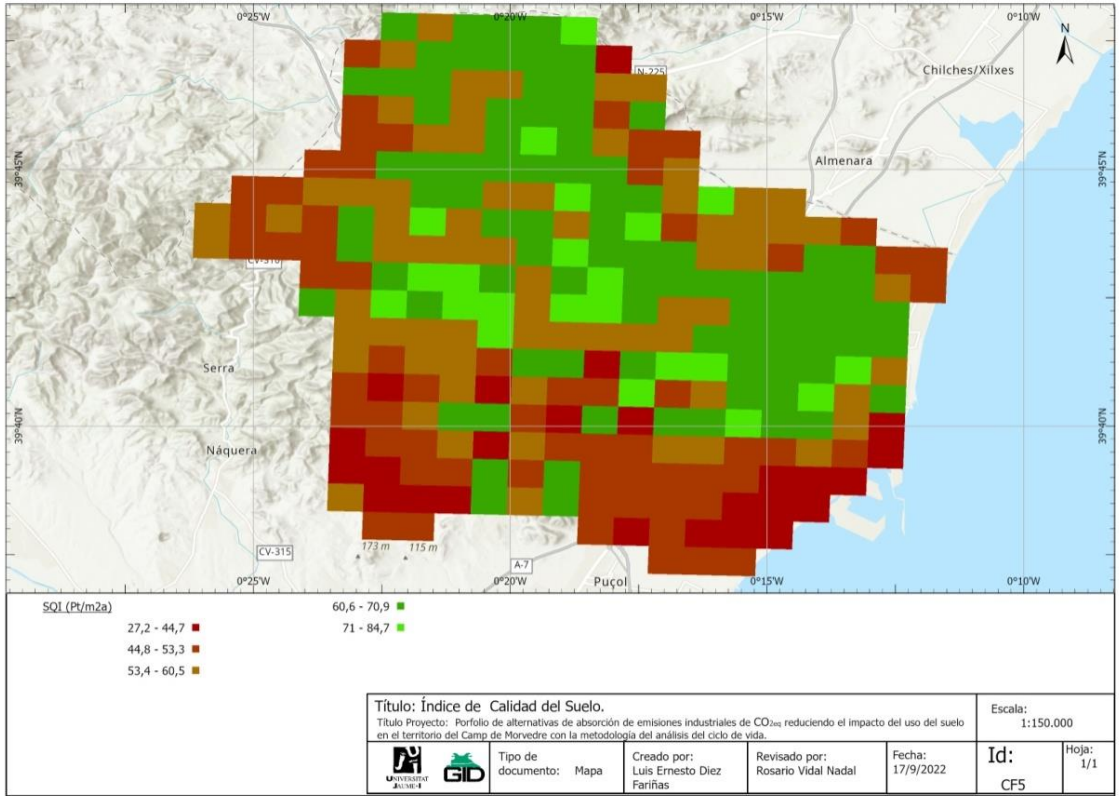 0°25'W 0°20'W 0°15'W 0°10'W
N
N-225
Chilches/Xilxes
39°45'N
Almenara
39°45'N
CV-310
Serra
39°40'N
39°40'N
Náquera
173 m 115 m
CV-315
A-7
Puçol
0°25'W 0°20'W 0°15'W 0°10'W
SQI (Pt/m2a)
27,2 - 44,7
44,8 - 53,3
53,4 - 60,5
60,6 - 70,9
71 - 84,7
Título: Índice de Calidad del Suelo.
Título Proyecto: Porfolio de alternativas de absorción de emisiones industriales de CO₂eq reduciendo el impacto del uso del suelo
en el territorio del Camp de Morvedre con la metodología del análisis del ciclo de vida.
Escala:
1:150.000
UNIVERSITAT
JAUME•I
GID
Tipo de
documento: Mapa
Creado por:
Luis Ernesto Diez
Fariñas
Revisado por:
Rosario Vidal Nadal
Fecha:
17/9/2022
Id:
CF5
Hoja:
1/1